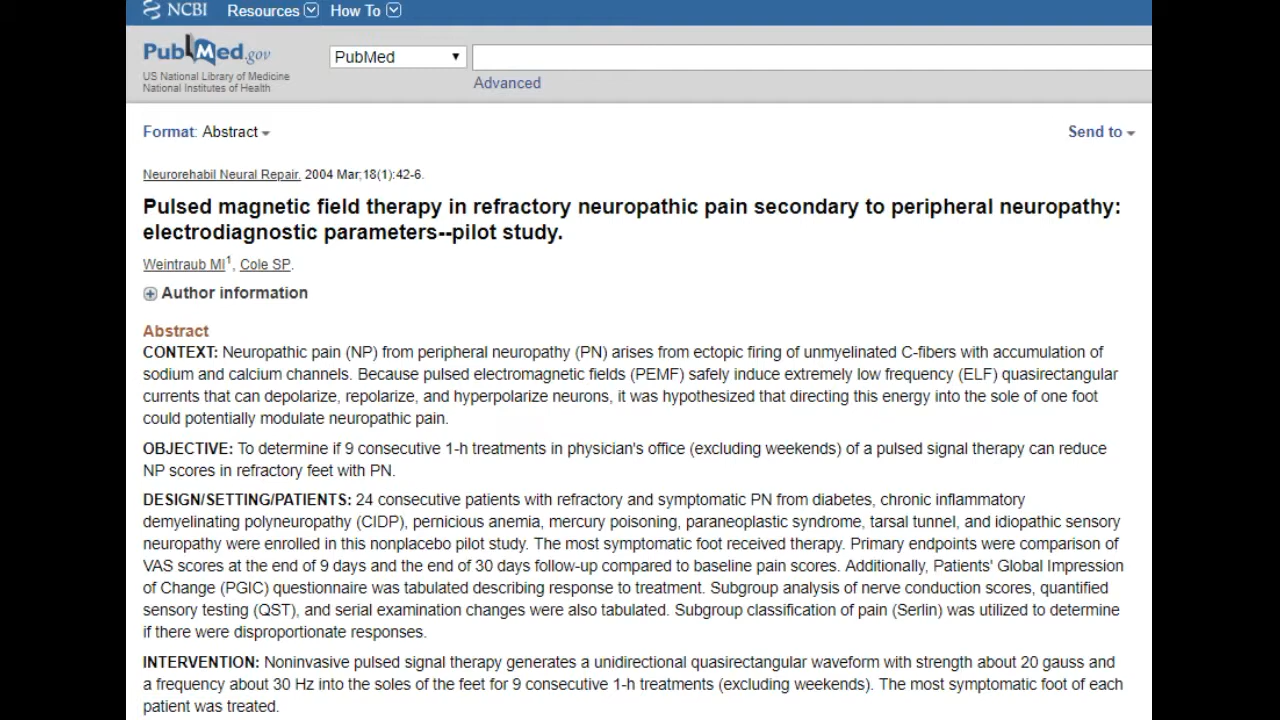 NCBI Resources How To
PubMed.gov
US National Library of Medicine
National Institutes of Health
PubMed
Advanced
Format: Abstract
Send to
Neurorehabil Neural Repair. 2004 Mar;18(1):42-6.
Pulsed magnetic field therapy in refractory neuropathic pain secondary to peripheral neuropathy:
electrodiagnostic parameters--pilot study.
Weintraub MI1, Cole SP.
Author information
Abstract
CONTEXT: Neuropathic pain (NP) from peripheral neuropathy (PN) arises from ectopic firing of unmyelinated C-fibers with accumulation of
sodium and calcium channels. Because pulsed electromagnetic fields (PEMF) safely induce extremely low frequency (ELF) quasirectangular
currents that can depolarize, repolarize, and hyperpolarize neurons, it was hypothesized that directing this energy into the sole of one foot
could potentially modulate neuropathic pain.
OBJECTIVE: To determine if 9 consecutive 1-h treatments in physician's office (excluding weekends) of a pulsed signal therapy can reduce
NP scores in refractory feet with PN.
DESIGN/SETTING/PATIENTS: 24 consecutive patients with refractory and symptomatic PN from diabetes, chronic inflammatory
demyelinating polyneuropathy (CIDP), pernicious anemia, mercury poisoning, paraneoplastic syndrome, tarsal tunnel, and idiopathic sensory
neuropathy were enrolled in this nonplacebo pilot study. The most symptomatic foot received therapy. Primary endpoints were comparison of
VAS scores at the end of 9 days and the end of 30 days follow-up compared to baseline pain scores. Additionally, Patients' Global Impression
of Change (PGIC) questionnaire was tabulated describing response to treatment. Subgroup analysis of nerve conduction scores, quantified
sensory testing (QST), and serial examination changes were also tabulated. Subgroup classification of pain (Serlin) was utilized to determine
if there were disproportionate responses.
INTERVENTION: Noninvasive pulsed signal therapy generates a unidirectional quasirectangular waveform with strength about 20 gauss and
a frequency about 30 Hz into the soles of the feet for 9 consecutive 1-h treatments (excluding weekends). The most symptomatic foot of each
patient was treated.